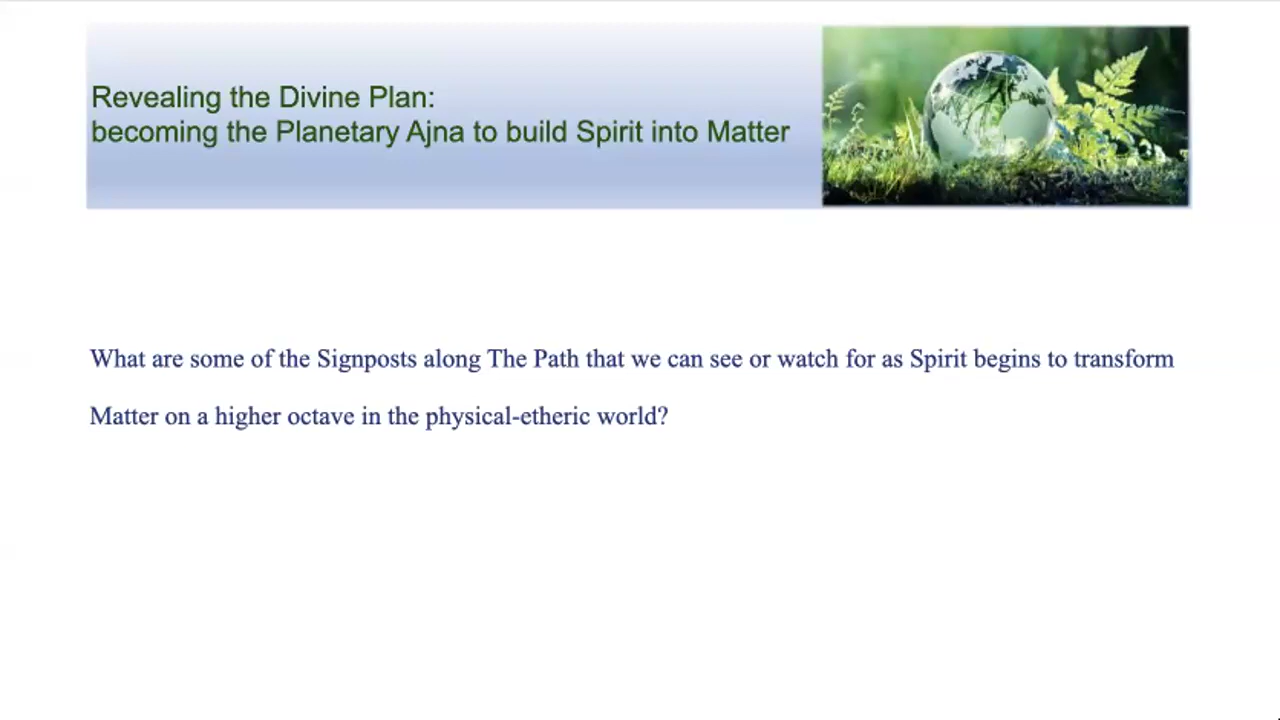 Revealing the Divine Plan:
becoming the Planetary Ajna to build Spirit into Matter
What are some of the Signposts along The Path that we can see or watch for as Spirit begins to transform
Matter on a higher octave in the physical-etheric world?